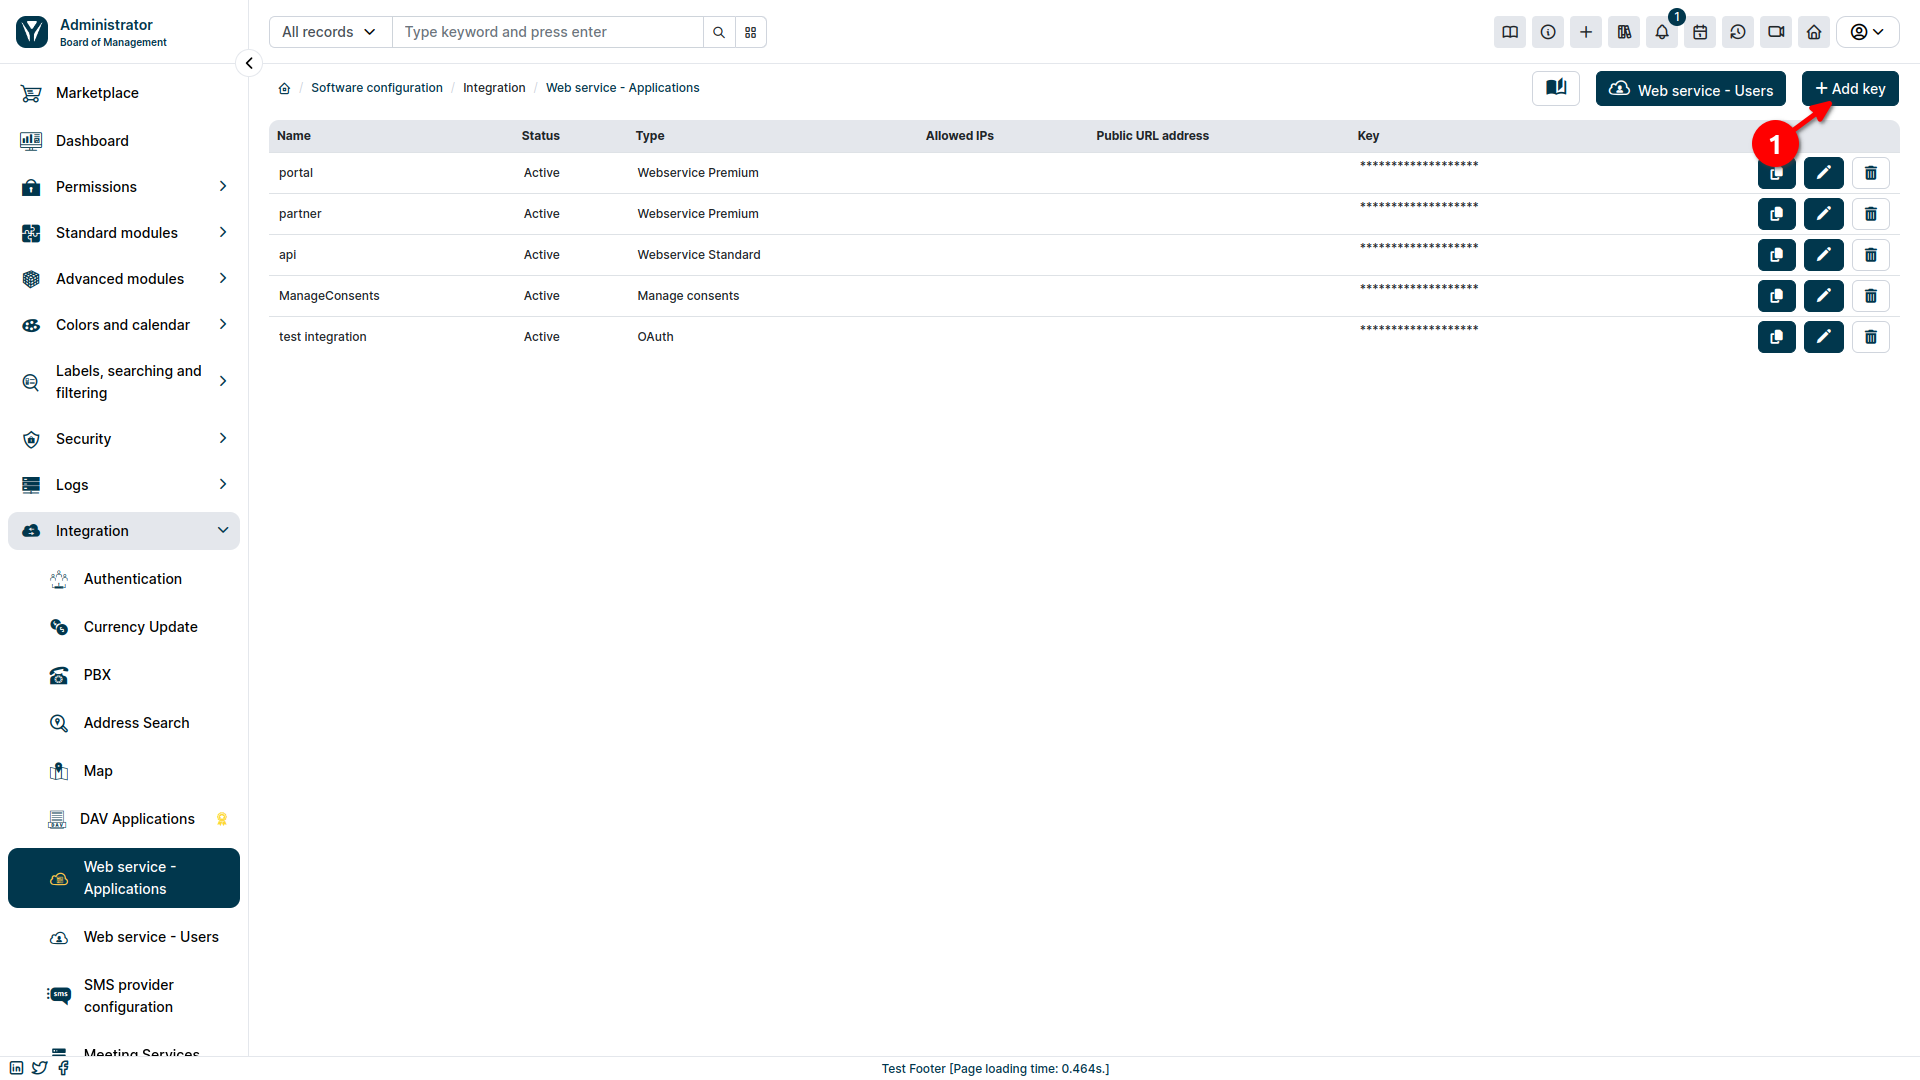 Administrator
Board of Management
All records
Type keyword and press enter
1
Software configuration / Integration / Web service - Applications
Web service - Users
+ Add key
1
Name Status Type Allowed IPs Public URL address Key
portal Active Webservice Premium *******************
partner Active Webservice Premium *******************
api Active Webservice Standard *******************
ManageConsents Active Manage consents *******************
test integration Active OAuth *******************
Marketplace
Dashboard
Permissions
Standard modules
Advanced modules
Colors and calendar
Labels, searching and
filtering
Security
Logs
Integration
Authentication
Currency Update
PBX
Address Search
Map
DAV Applications
Web service -
Applications
Web service - Users
sms
SMS provider
configuration
Meeting Services
Test Footer [Page loading time: 0.464s.]